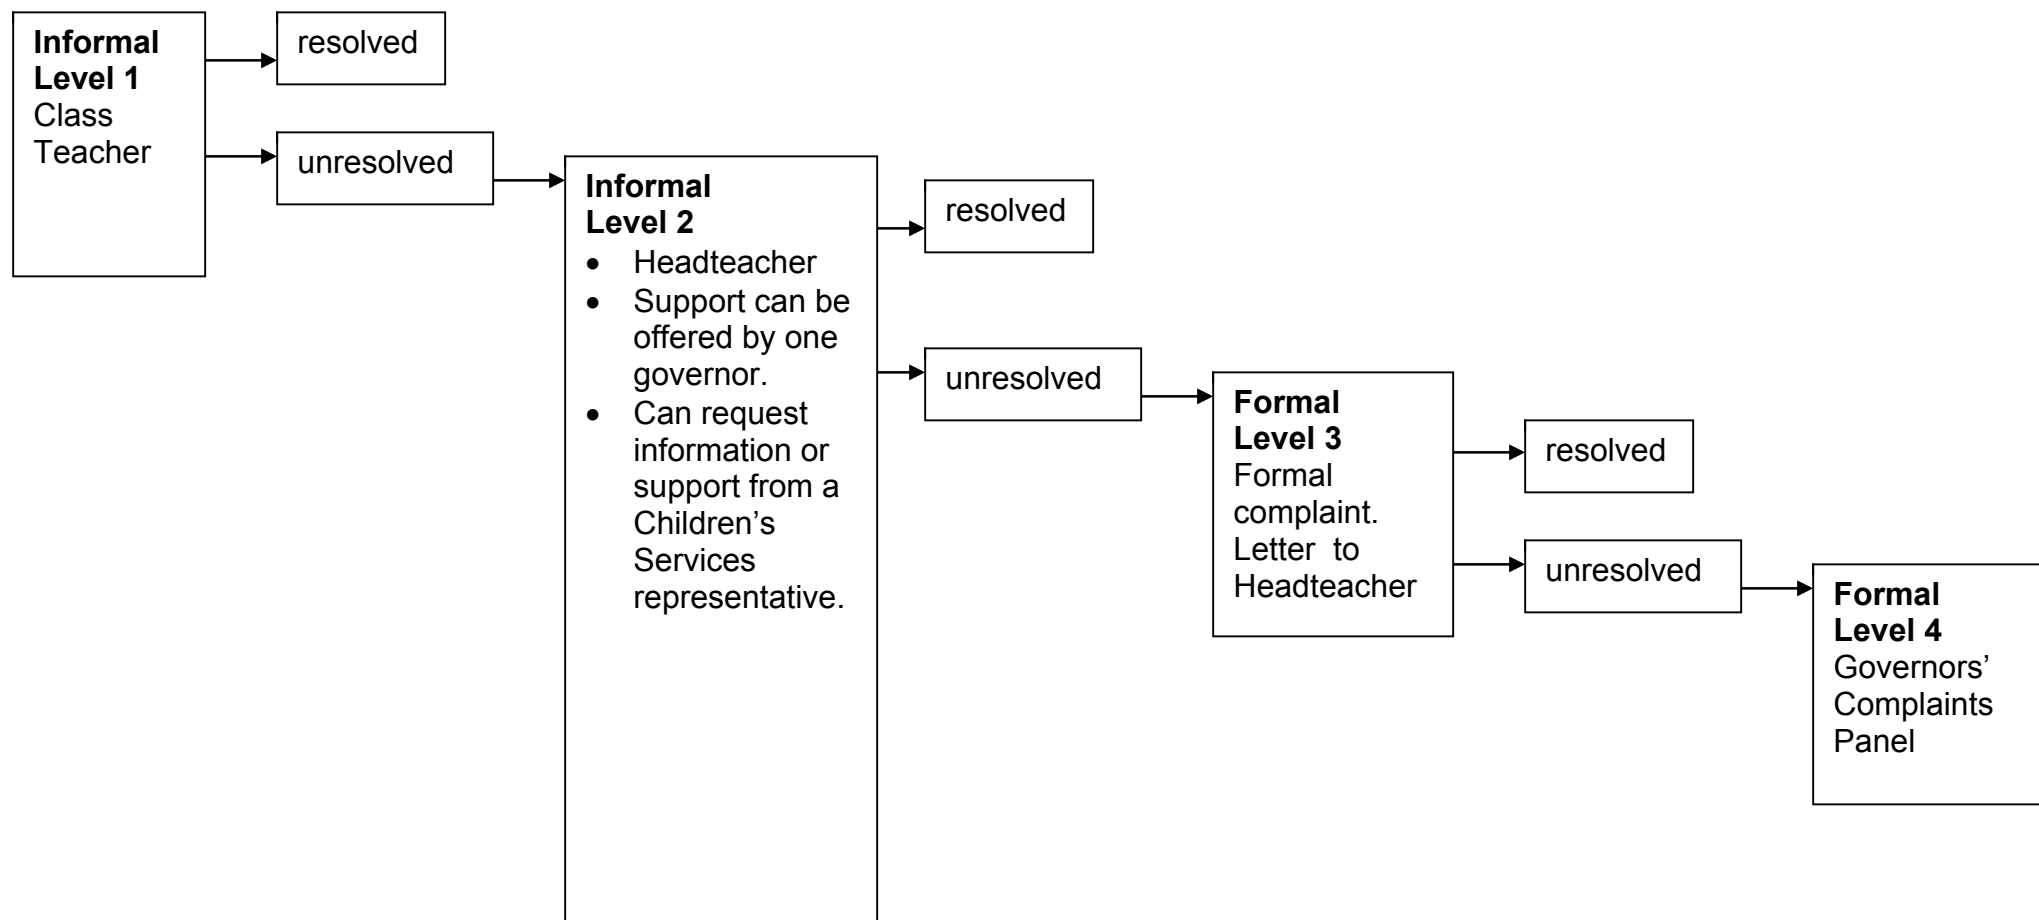 Informal
Level 1
Class
Teacher
resolved
unresolved
Informal
Level 2
• Headteacher
• Support can be
offered by one
governor.
• Can request
information or
support from a
Children’s
Services
representative.
resolved
unresolved
Formal
Level 3
Formal
complaint.
Letter  to
Headteacher
resolved
unresolved
Formal
Level 4
Governors’
Complaints
Panel